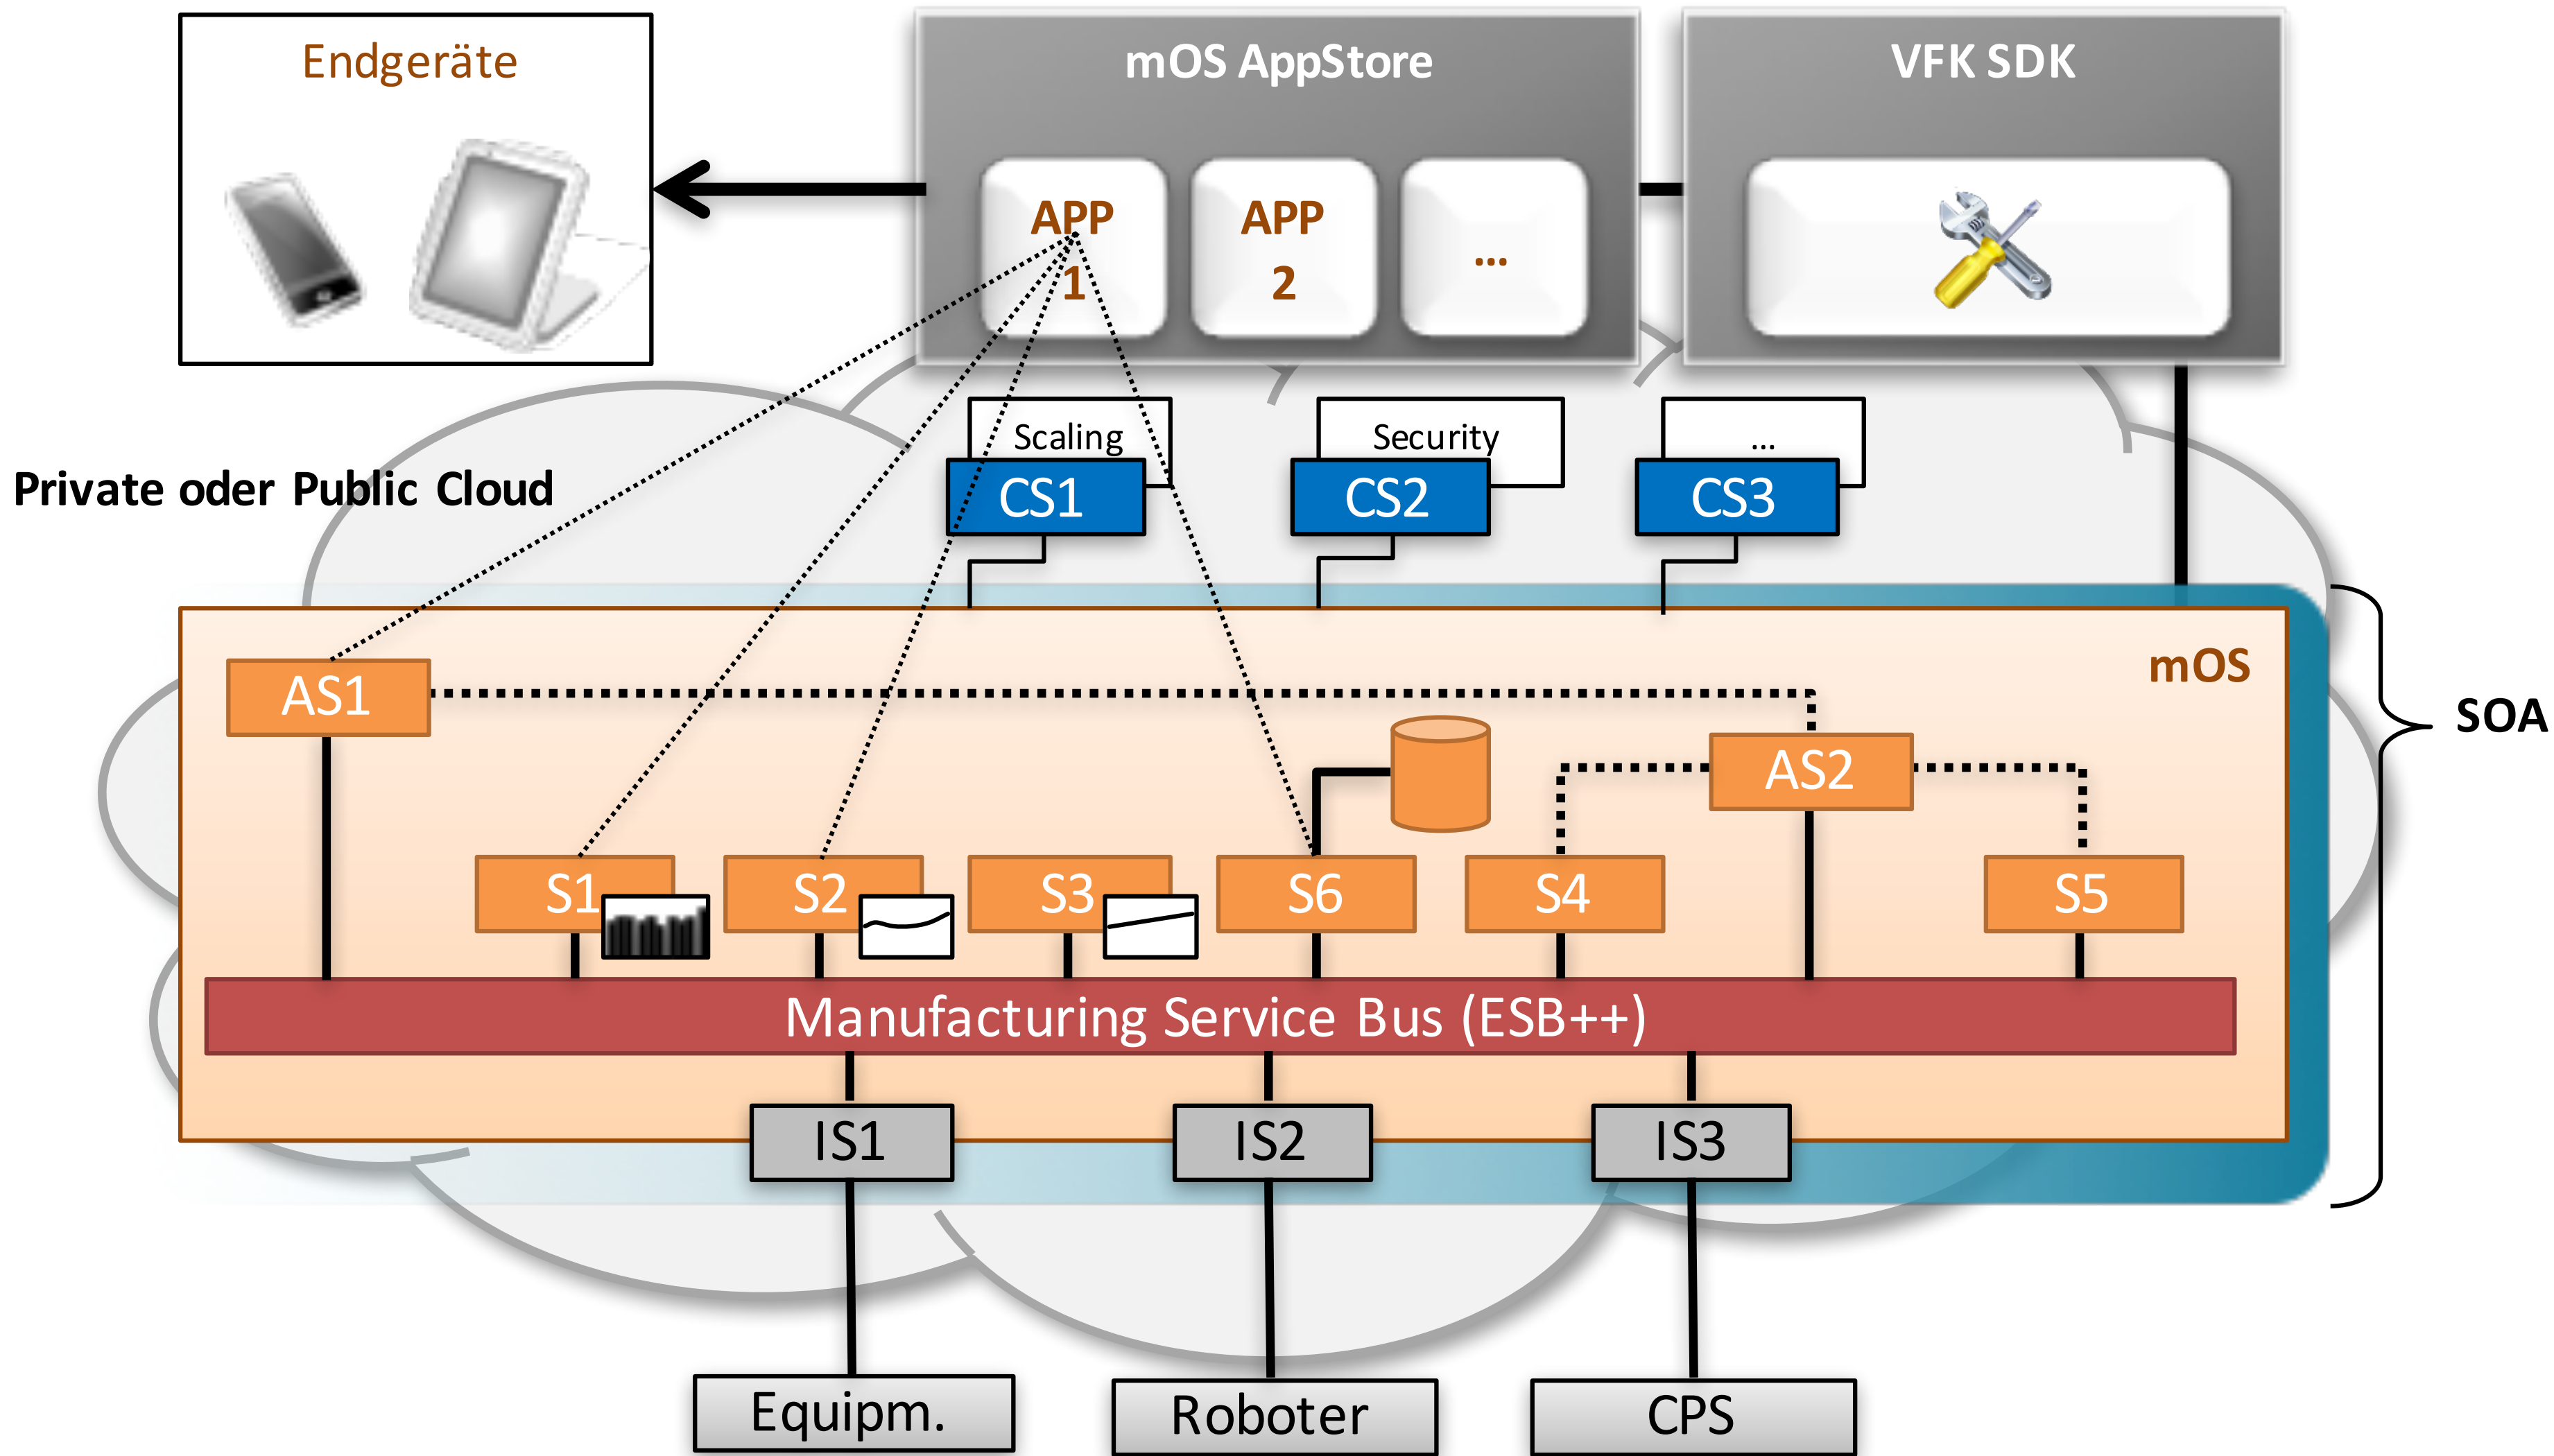 Endgeräte
mOS AppStore
VFK SDK
APP
1
APP
2
...
Scaling
Security
...
Private oder Public Cloud
CS1
CS2
CS3
mOS
AS1
SOA
AS2
S1
S2
S3
S6
S4
S5
Manufacturing Service Bus (ESB++)
IS1
IS2
IS3
Equipm.
Roboter
CPS